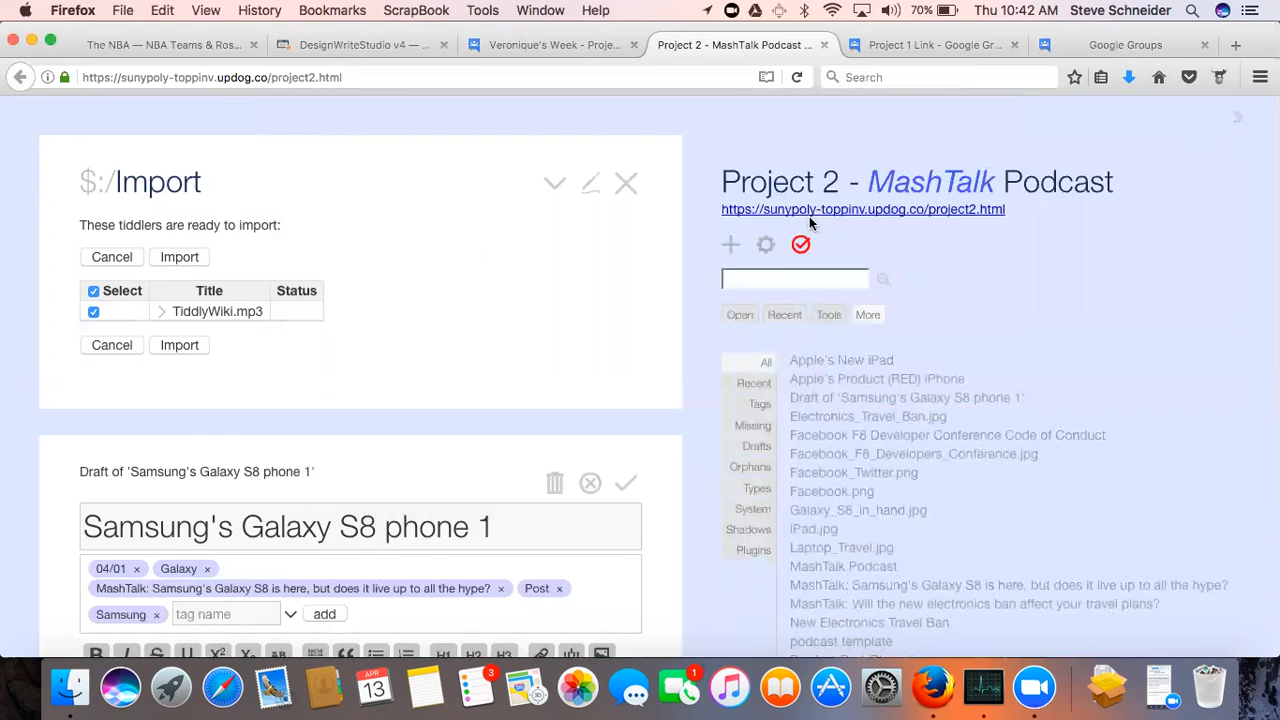 Firefox File Edit View History Bookmarks ScrapBook Tools Window Help 70% Thu 10:42 AM Steve Schneider
The NBA — NBA Teams & Ros... × DesignWriteStudio v4 — ... × Veronique's Week - Proje... × Project 2 - MashTalk Podcast ... × Project 1 Link - Google Gr... × Google Groups ×
https://sunypoly-toppinv.updog.co/project2.html Search
$:/Import
These tiddlers are ready to import:
Cancel Import
Select Title Status
TiddlyWiki.mp3
Cancel Import
Draft of 'Samsung's Galaxy S8 phone 1'
Samsung's Galaxy S8 phone 1
04/01 × Galaxy ×
MashTalk: Samsung's Galaxy S8 is here, but does it live up to all the hype? × Post ×
Samsung × tag name add
B I S X² X₂ AB H1 H2 H3
Project 2 - MashTalk Podcast
https://sunypoly-toppinv.updog.co/project2.html
Open Recent Tools More
All
Recent
Tags
Missing
Drafts
Orphans
Types
System
Shadows
Plugins
Apple's New iPad
Apple's Product (RED) iPhone
Draft of 'Samsung's Galaxy S8 phone 1'
Electronics_Travel_Ban.jpg
Facebook F8 Developer Conference Code of Conduct
Facebook_F8_Developers_Conference.jpg
Facebook_Twitter.png
Facebook.png
Galaxy_S8_in_hand.jpg
iPad.jpg
Laptop_Travel.jpg
MashTalk Podcast
MashTalk: Samsung's Galaxy S8 is here, but does it live up to all the hype?
MashTalk: Will the new electronics ban affect your travel plans?
New Electronics Travel Ban
podcast template
APR
13
3
1